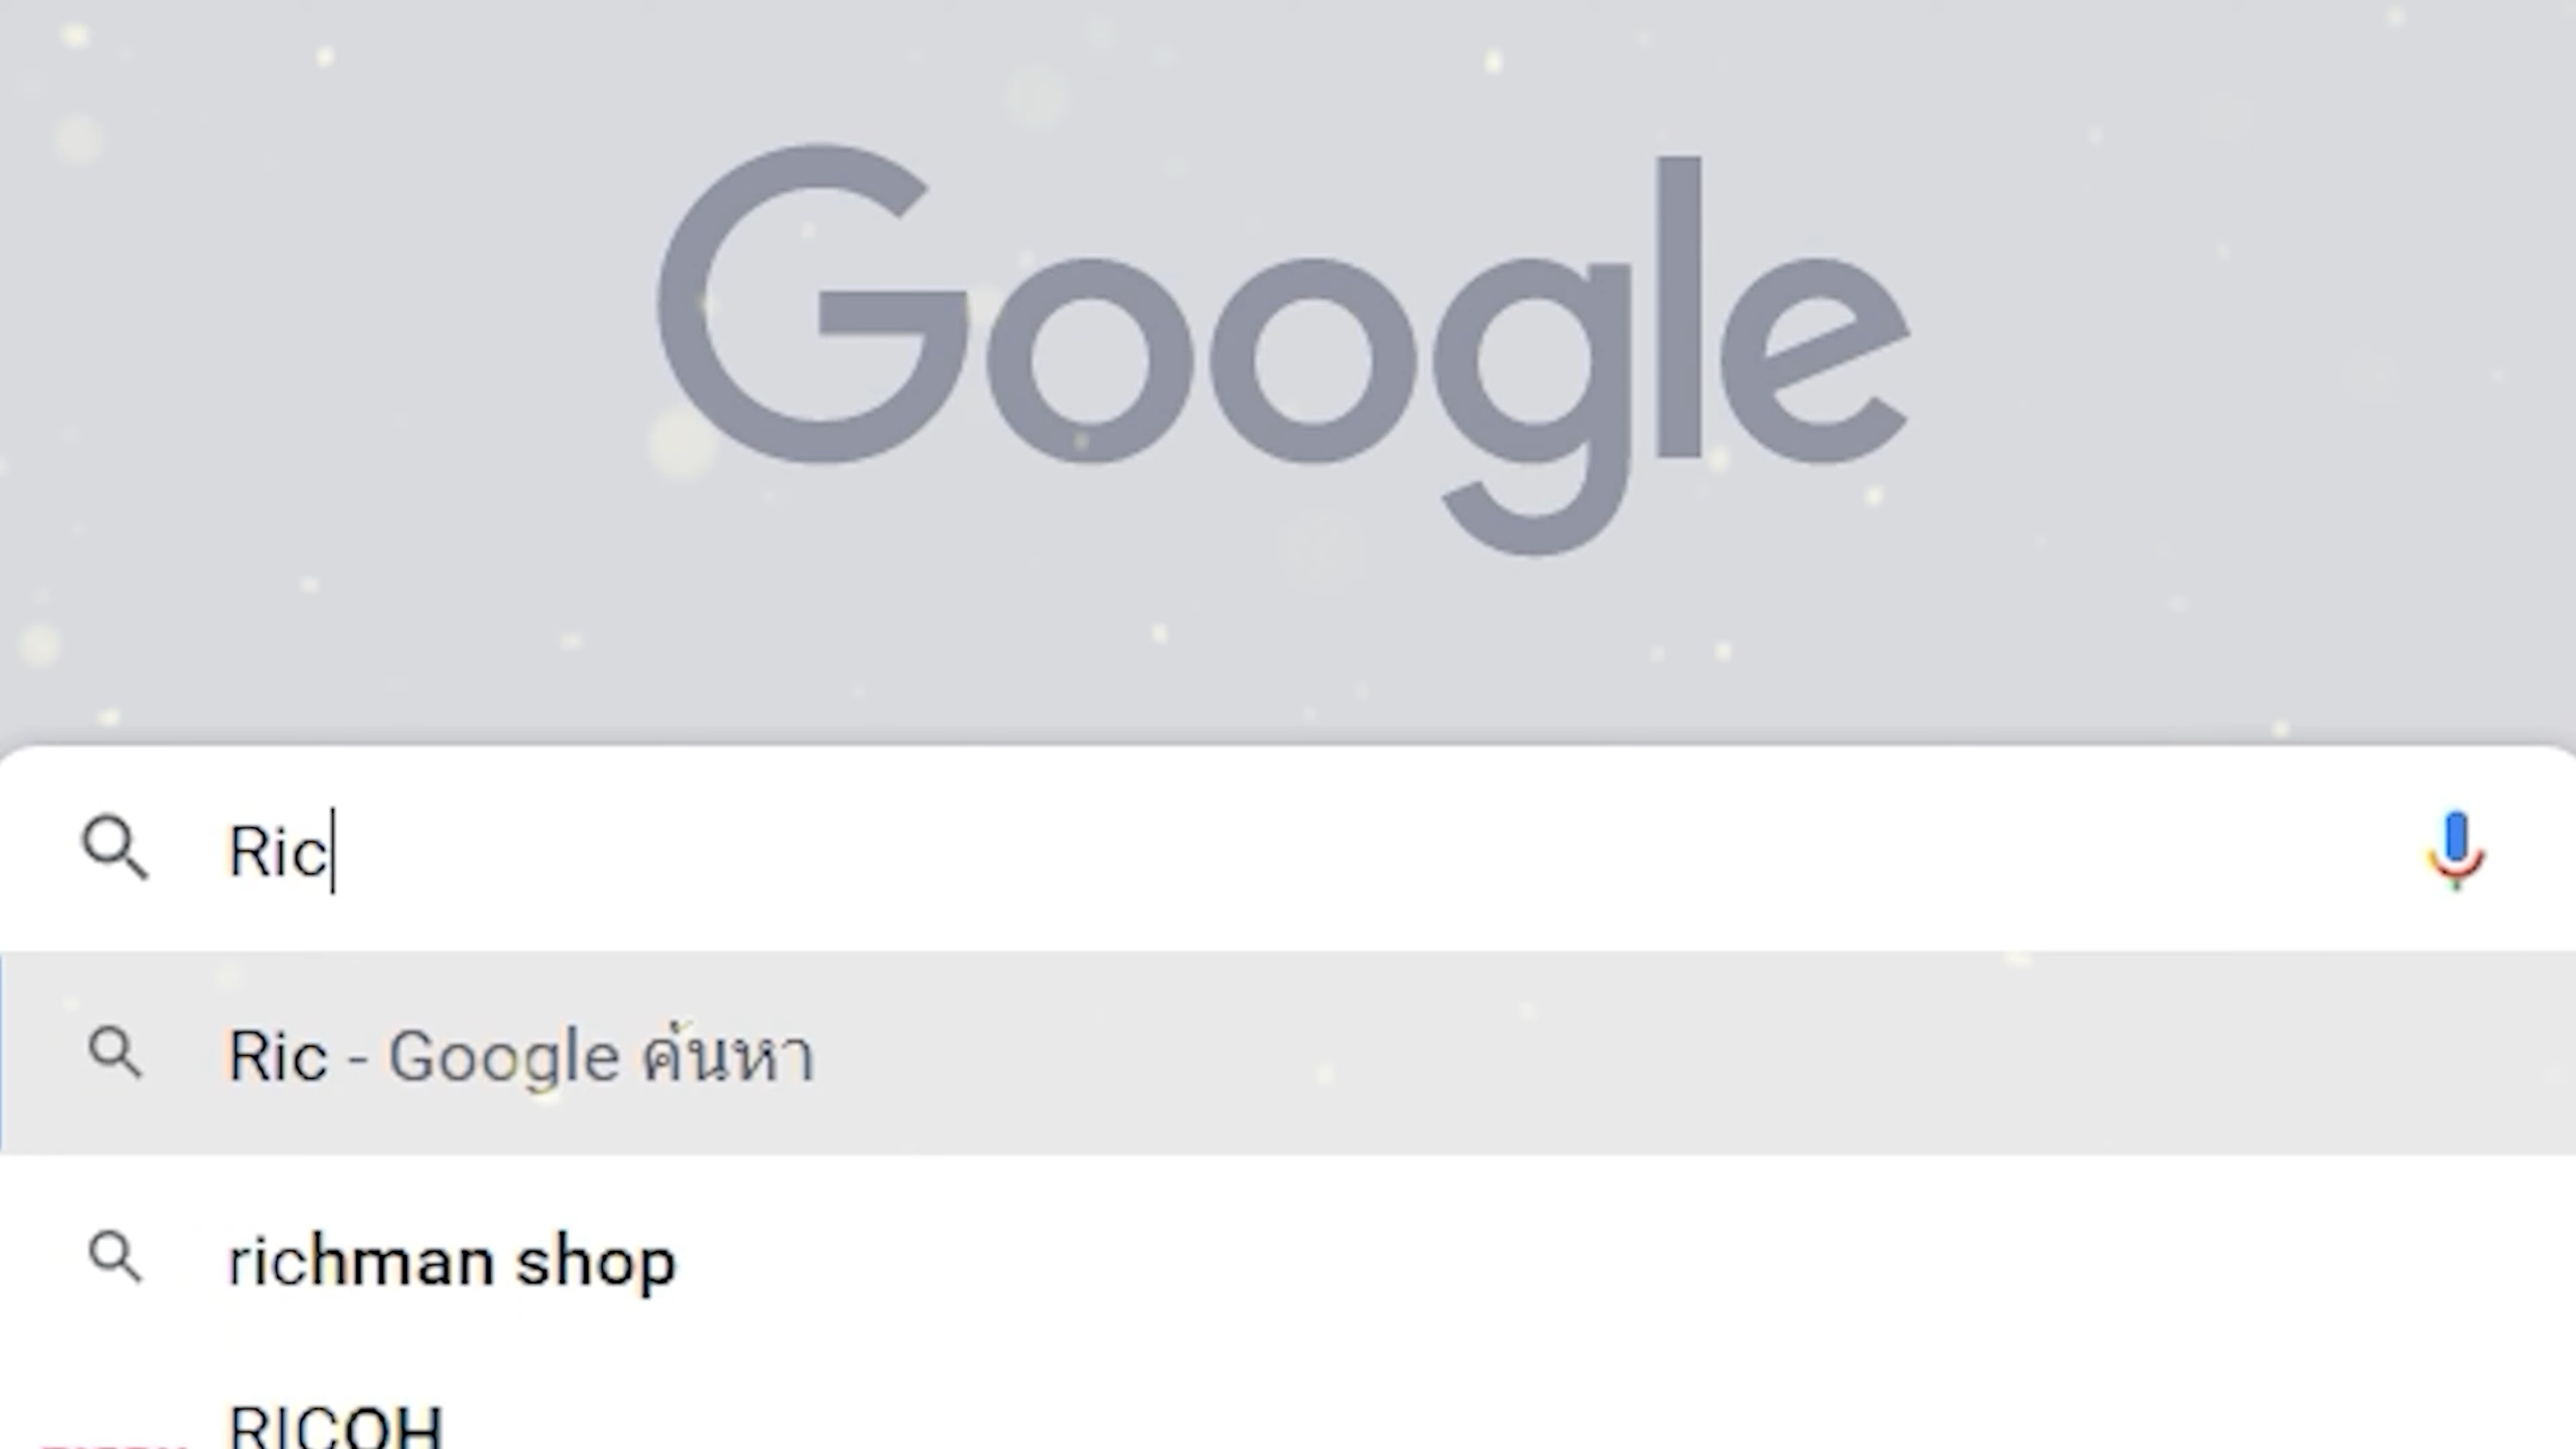 Google
Ric
Ric - Google ค้นหา
richman shop
RICOH